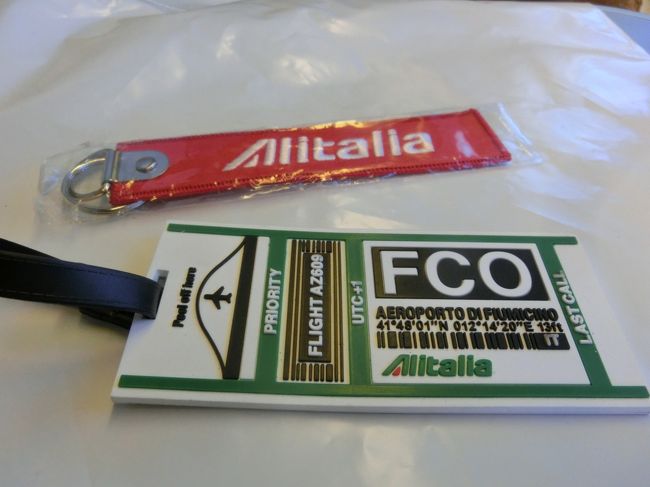 Alitalia
Peel off here
PRIORITY
FLIGHT AZ609
UTC+1
FCO
AEROPORTO DI FIUMICINO
41°48'01"N 012°14'20"E 13ft
IT
Alitalia
LAST CALL